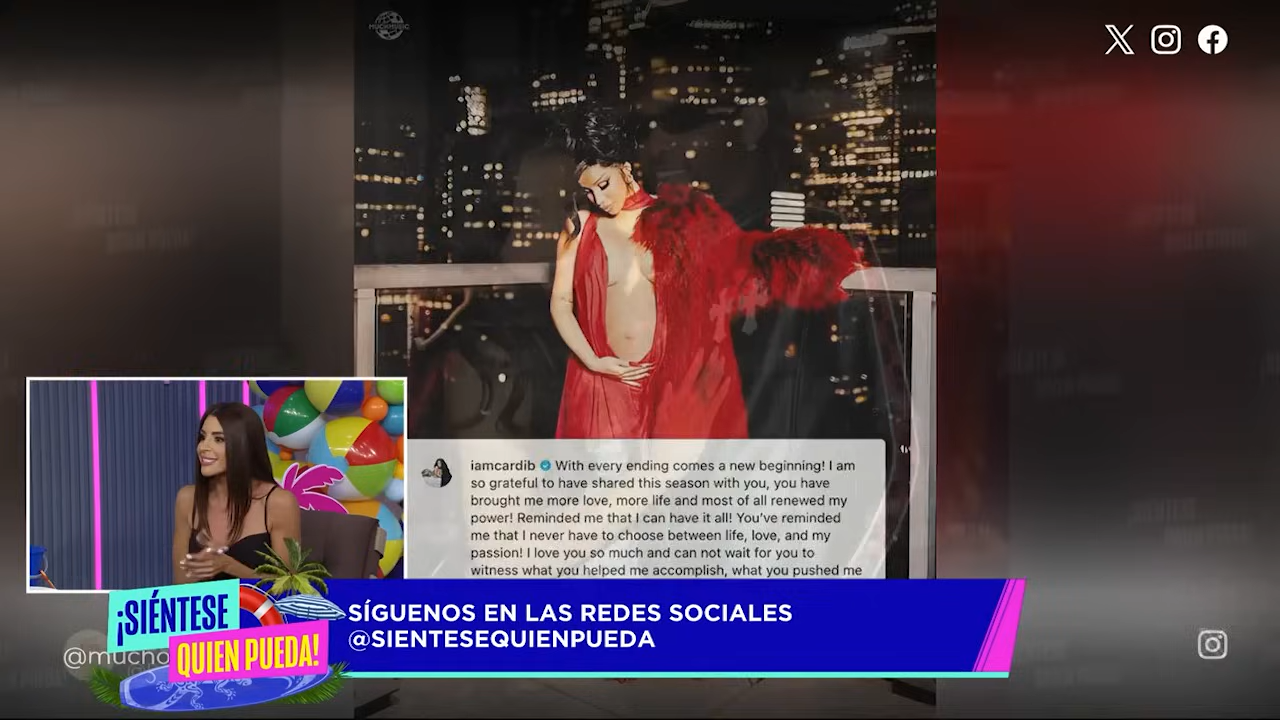 MUCHMUSIC
iamcardib With every ending comes a new beginning! I am
so grateful to have shared this season with you, you have
brought me more love, more life and most of all renewed my
power! Reminded me that I can have it all! You've reminded
me that I never have to choose between life, love, and my
passion! I love you so much and can not wait for you to
witness what you helped me accomplish, what you pushed me
¡SIÉNTESE
QUIEN PUEDA!
SÍGUENOS EN LAS REDES SOCIALES
@SIENTESEQUIENPUEDA
@mucho